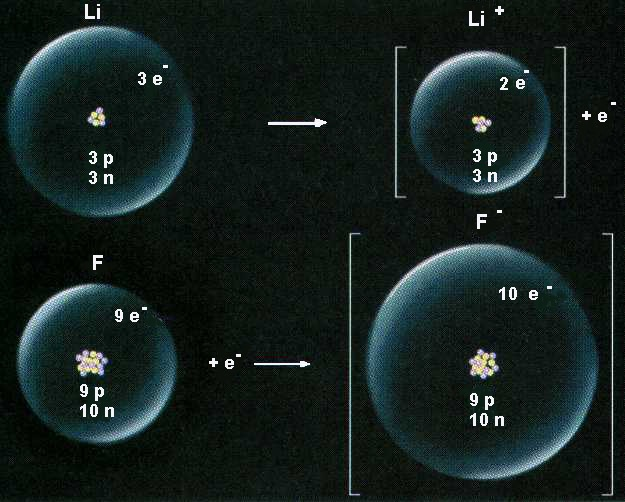 Li
Li +
3 e-
2 e-
+ e-
3 p
3 n
3 p
3 n
F
F -
9 e-
10 e-
+ e-
9 p
10 n
9 p
10 n